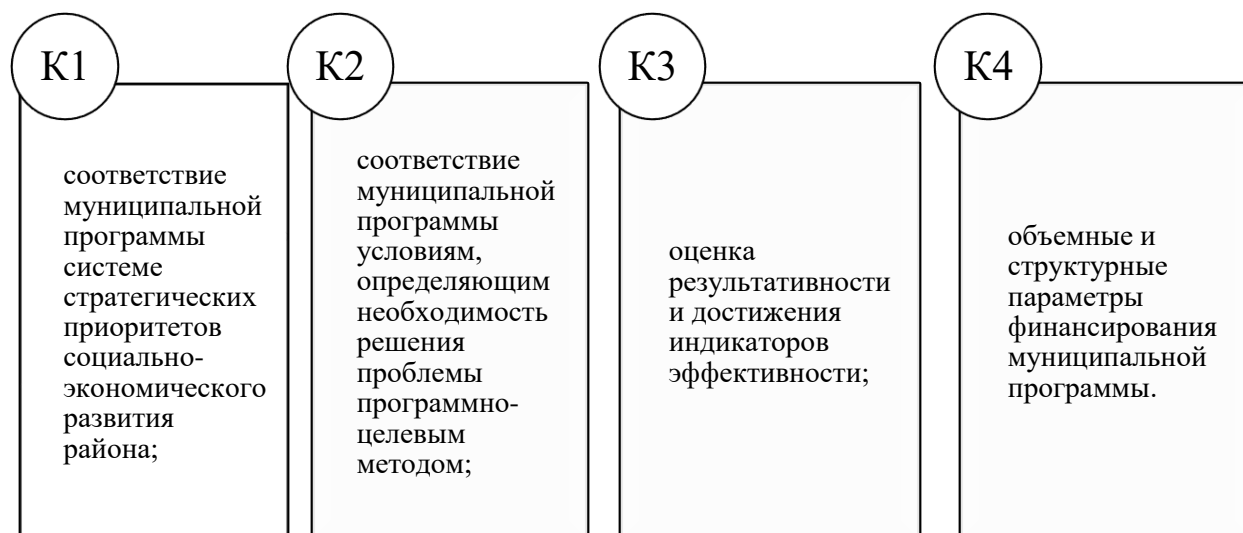 К1
соответствие
муниципальной
программы
системе
стратегических
приоритетов
социально-
экономического
развития
района;
К2
соответствие
муниципальной
программы
условиям,
определяющим
необходимость
решения
проблемы
программно-
целевым
методом;
К3
оценка
результативности
и достижения
индикаторов
эффективности;
К4
объемные и
структурные
параметры
финансирования
муниципальной
программы.